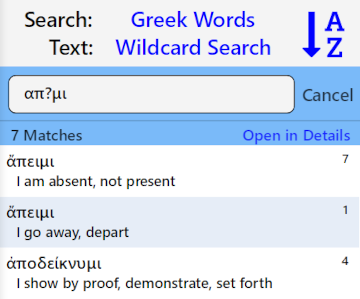 Search: Greek Words
Text: Wildcard Search
A
Z
απ?μι
Cancel
7 Matches Open in Details
ἄπειμι 7
I am absent, not present
ἄπειμι 1
I go away, depart
ἀποδείκνυμι 4
I show by proof, demonstrate, set forth